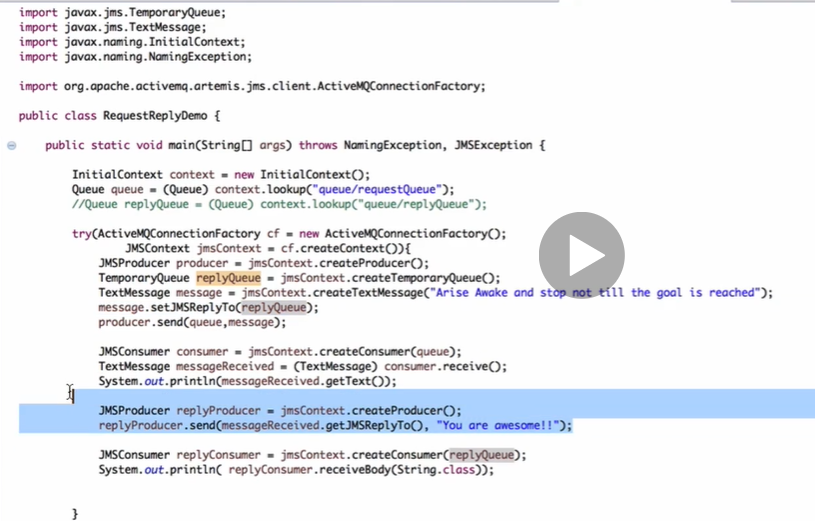 import javax.jms.TemporaryQueue;
import javax.jms.TextMessage;
import javax.naming.InitialContext;
import javax.naming.NamingException;
import org.apache.activemq.artemis.jms.client.ActiveMQConnectionFactory;
public class RequestReplyDemo {
public static void main(String[] args) throws NamingException, JMSException {
InitialContext context = new InitialContext();
Queue queue = (Queue) context.lookup("queue/requestQueue");
//Queue replyQueue = (Queue) context.lookup("queue/replyQueue");
try(ActiveMQConnectionFactory cf = new ActiveMQConnectionFactory();
JMSContext jmsContext = cf.createContext()){
JMSProducer producer = jmsContext.createProducer();
TemporaryQueue replyQueue = jmsContext.createTemporaryQueue();
TextMessage message = jmsContext.createTextMessage("Arise Awake and stop not till the goal is reached");
message.setJMSReplyTo(replyQueue);
producer.send(queue,message);
JMSConsumer consumer = jmsContext.createConsumer(queue);
TextMessage messageReceived = (TextMessage) consumer.receive();
System.out.println(messageReceived.getText());
JMSProducer replyProducer = jmsContext.createProducer();
replyProducer.send(messageReceived.getJMSReplyTo(), "You are awesome!!");
JMSConsumer replyConsumer = jmsContext.createConsumer(replyQueue);
System.out.println( replyConsumer.receiveBody(String.class));
}